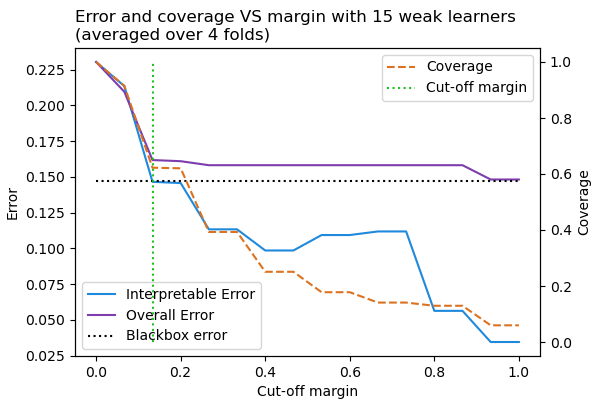 Error and coverage VS margin with 15 weak learners
(averaged over 4 folds)
Error
0.225
0.200
0.175
0.150
0.125
0.100
0.075
0.050
0.025
Coverage
Cut-off margin
Interpretable Error
Overall Error
Blackbox error
1.0
0.8
0.6
0.4
0.2
0.0
Coverage
0.0 0.2 0.4 0.6 0.8 1.0
Cut-off margin